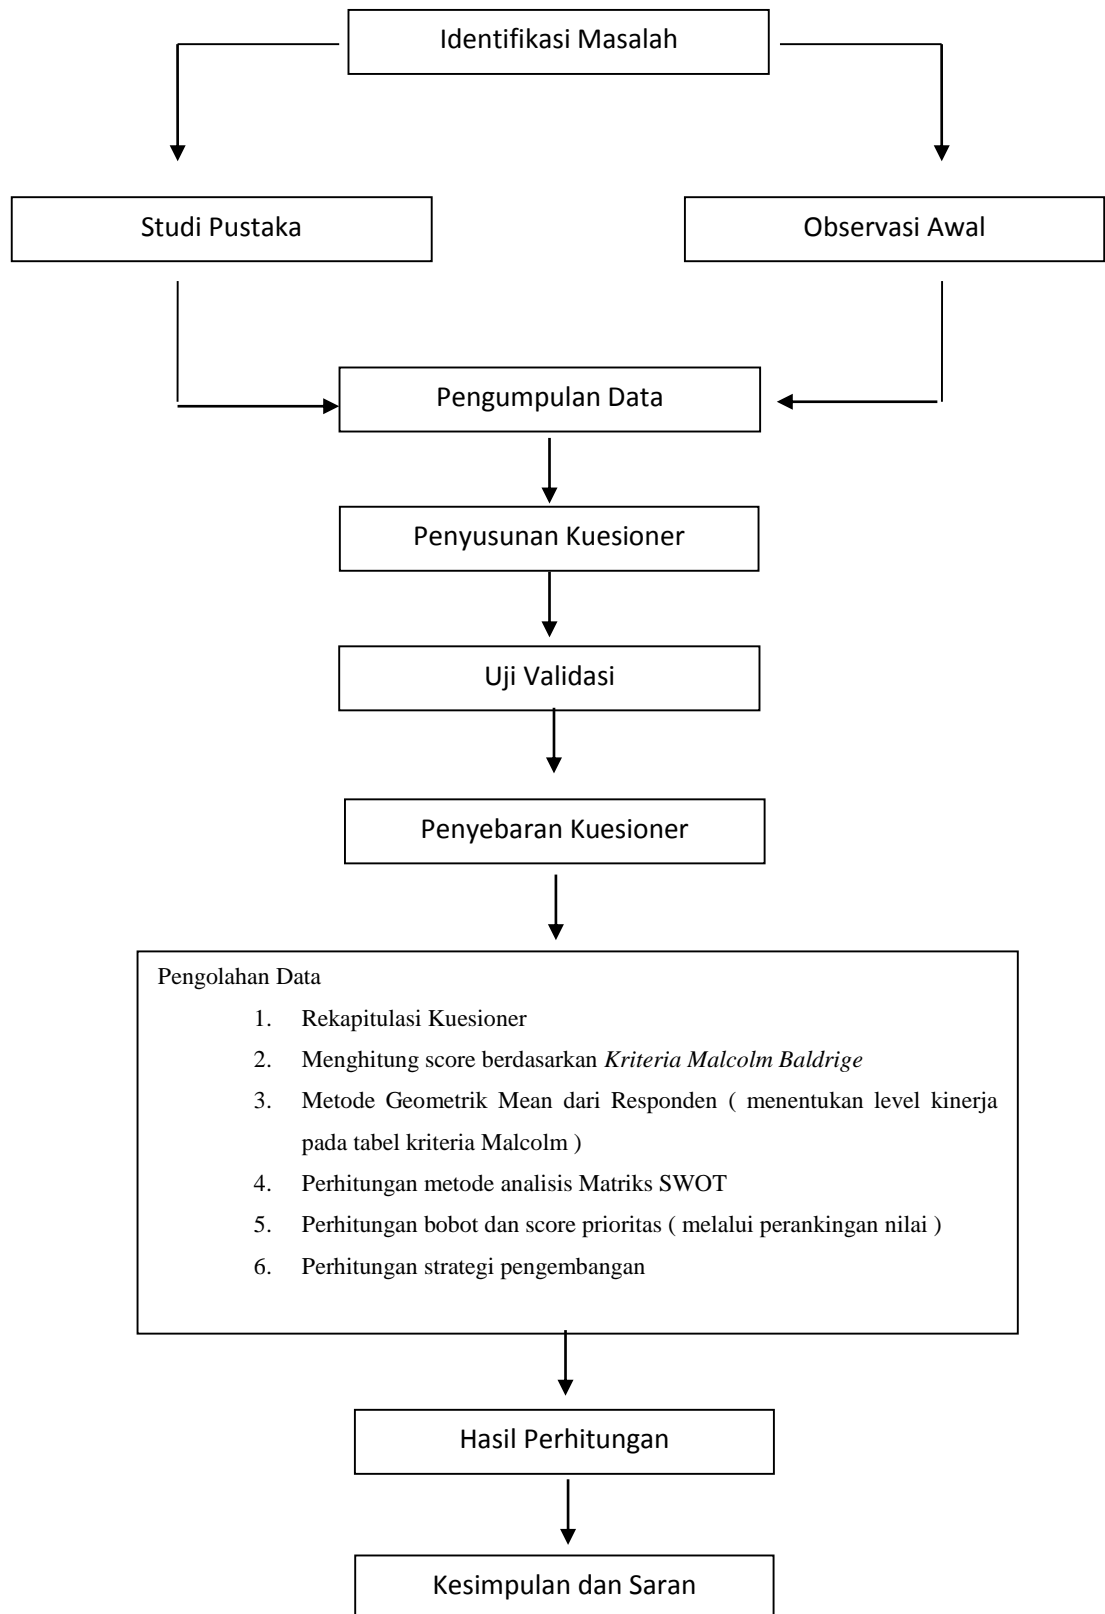 Identifikasi Masalah
Studi Pustaka
Observasi Awal
Pengumpulan Data
Penyusunan Kuesioner
Uji Validasi
Penyebaran Kuesioner
Pengolahan Data
1. Rekapitulasi Kuesioner
2. Menghitung score berdasarkan Kriteria Malcolm Baldrige
3. Metode Geometrik Mean dari Responden ( menentukan level kinerja
pada tabel kriteria Malcolm )
4. Perhitungan metode analisis Matriks SWOT
5. Perhitungan bobot dan score prioritas ( melalui perankingan nilai )
6. Perhitungan strategi pengembangan
Hasil Perhitungan
Kesimpulan dan Saran